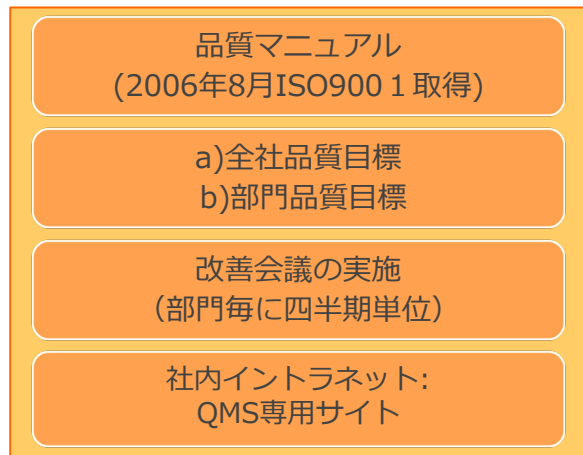 品質マニュアル
(2006年8月ISO900１取得)
a)全社品質目標
b)部門品質目標
改善会議の実施
（部門毎に四半期単位）
社内イントラネット:
QMS専用サイト